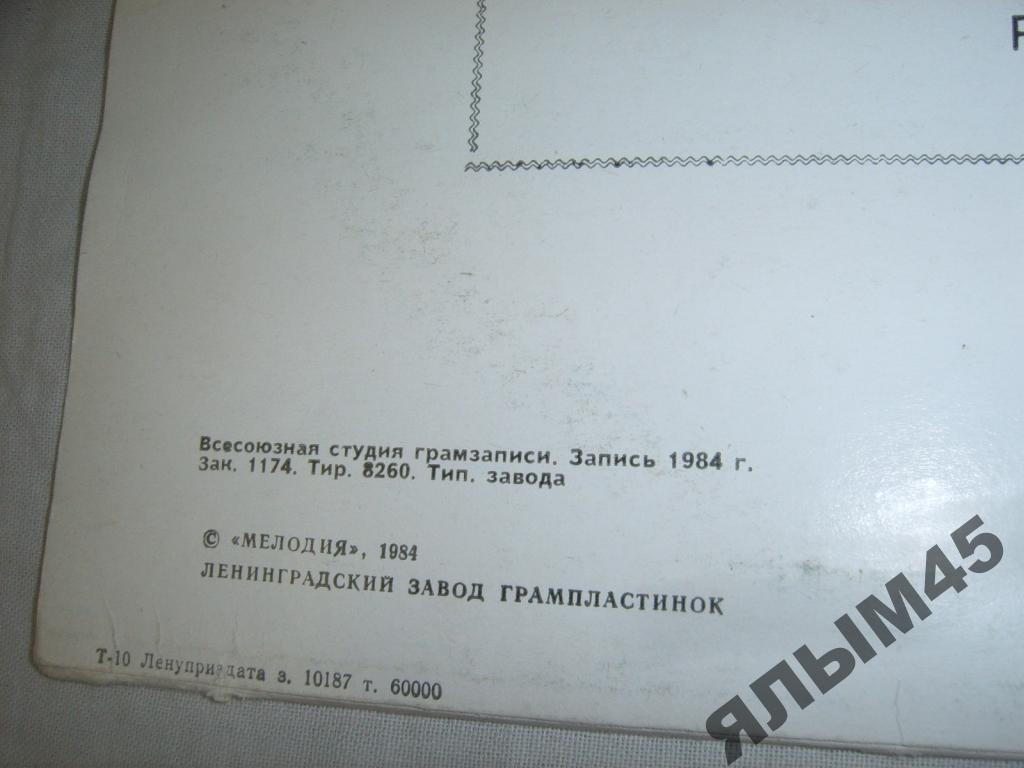 Всесоюзная студия грамзаписи. Запись 1984 г.
Зак. 1174. Тир. 8260. Тип. завода
© «МЕЛОДИЯ», 1984
ЛЕНИНГРАДСКИЙ ЗАВОД ГРАМПЛАСТИНОК
Т-10 Ленуприздата з. 10187 т. 60000
ЯЛЫМ45